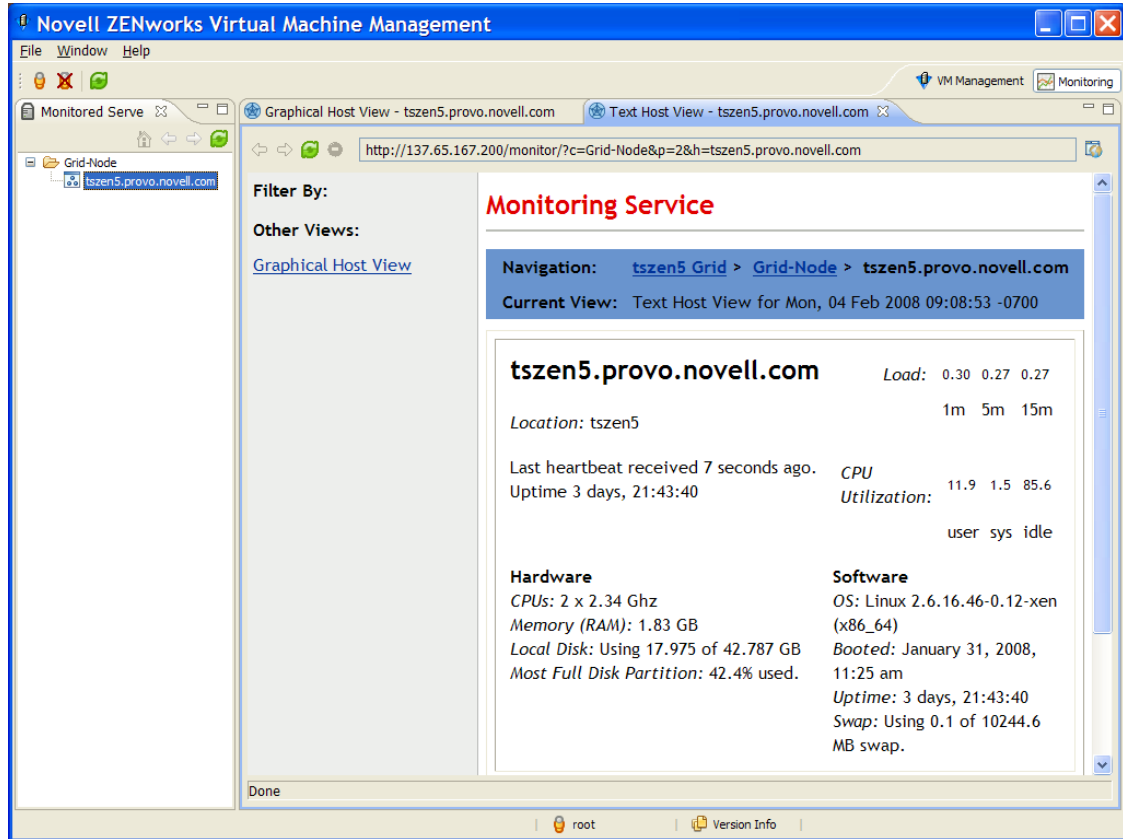 Novell ZENworks Virtual Machine Management
File Window Help
VM Management Monitoring
Monitored Serve
Graphical Host View - tszen5.provo.novell.com
Text Host View - tszen5.provo.novell.com
http://137.65.167.200/monitor/?c=Grid-Node&p=2&h=tszen5.provo.novell.com
Grid-Node
tszen5.provo.novell.com
Filter By:
Other Views:
Graphical Host View
Monitoring Service
Navigation: tszen5 Grid > Grid-Node > tszen5.provo.novell.com
Current View: Text Host View for Mon, 04 Feb 2008 09:08:53 -0700
tszen5.provo.novell.com
Location: tszen5
Last heartbeat received 7 seconds ago.
Uptime 3 days, 21:43:40
Load: 0.30 0.27 0.27
1m 5m 15m
CPU
Utilization: 11.9 1.5 85.6
user sys idle
Hardware
CPUs: 2 x 2.34 Ghz
Memory (RAM): 1.83 GB
Local Disk: Using 17.975 of 42.787 GB
Most Full Disk Partition: 42.4% used.
Software
OS: Linux 2.6.16.46-0.12-xen
(x86_64)
Booted: January 31, 2008,
11:25 am
Uptime: 3 days, 21:43:40
Swap: Using 0.1 of 10244.6
MB swap.
Done
root
Version Info